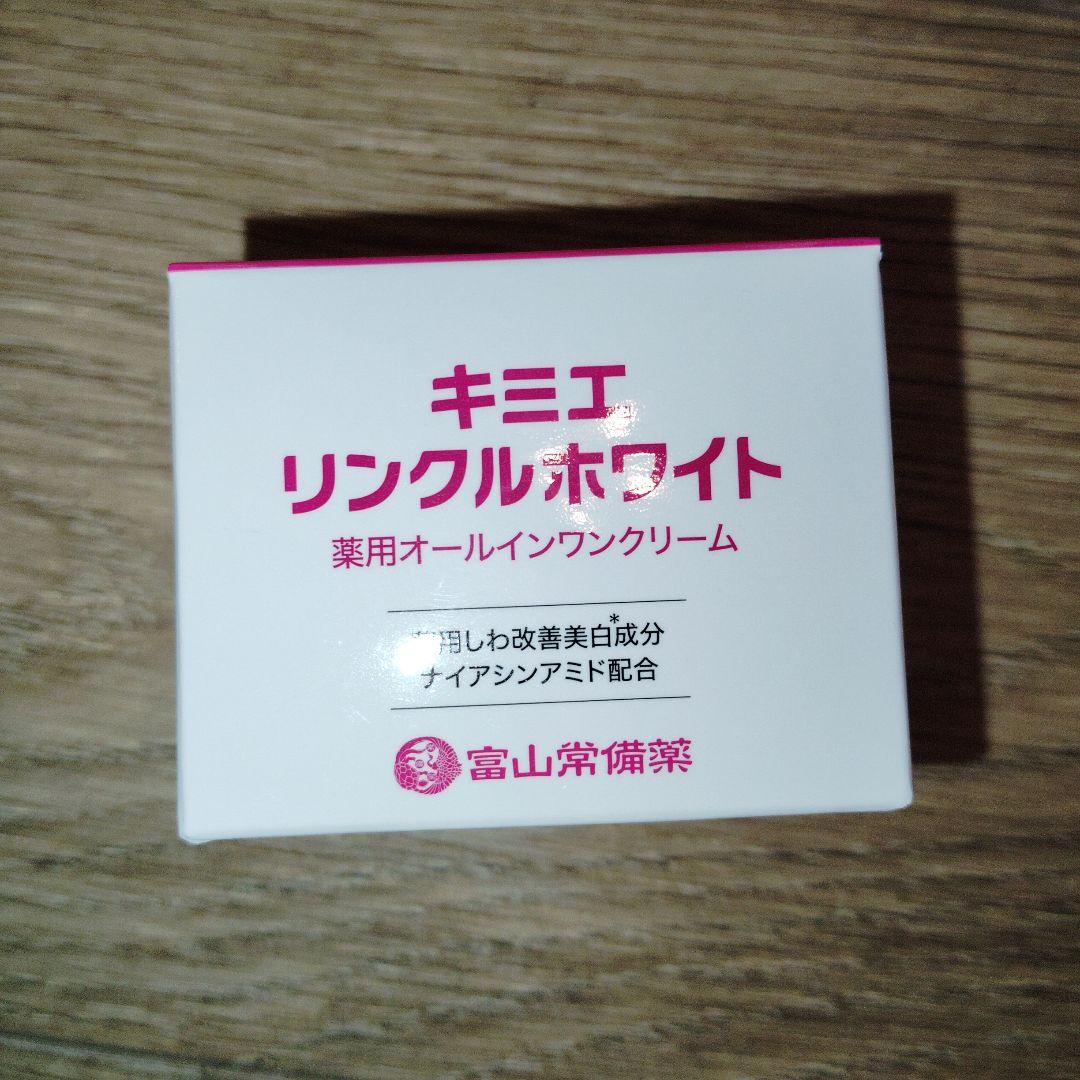 キミエ
リンクルホワイト
薬用オールインワンクリーム
薬用しわ改善美白*成分
ナイアシンアミド配合
富山常備薬